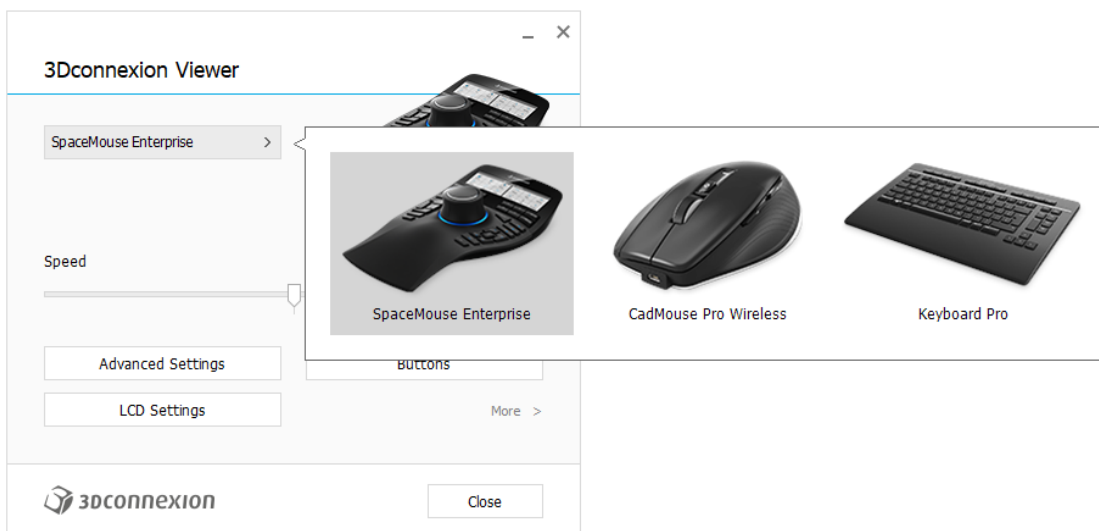 3Dconnexion Viewer
SpaceMouse Enterprise >
SpaceMouse Enterprise
CadMouse Pro Wireless
Keyboard Pro
Speed
Advanced Settings
Buttons
LCD Settings
More >
3Dconnexion
Close